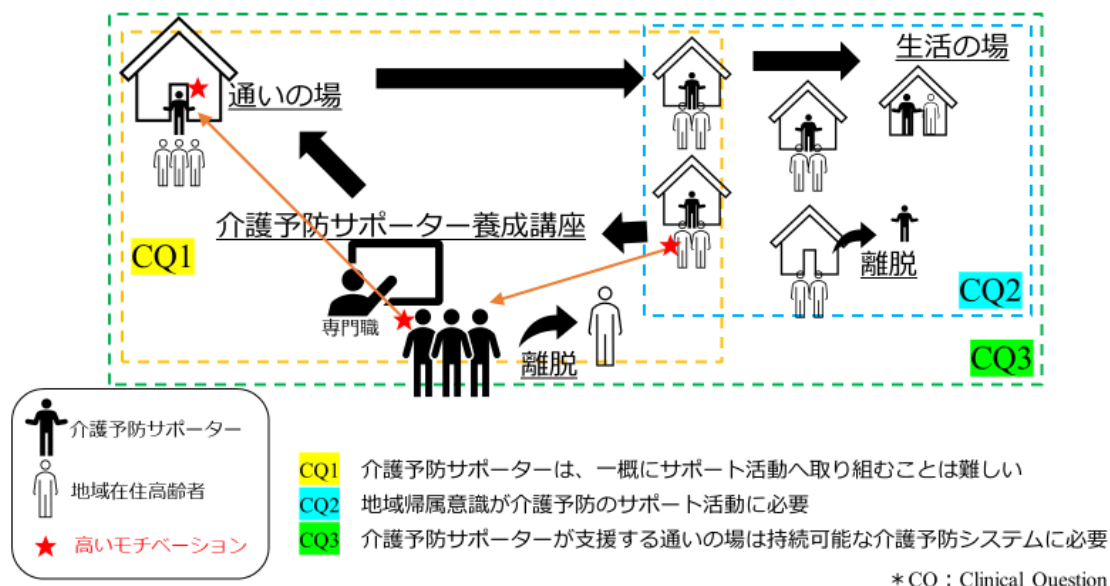 通いの場
生活の場
介護予防サポーター養成講座
CQ1
専門職
離脱
離脱
CQ2
CQ3
介護予防サポーター
地域在住高齢者
高いモチベーション
CQ1 介護予防サポーターは、一概にサポート活動へ取り組むことは難しい
CQ2 地域帰属意識が介護予防のサポート活動に必要
CQ3 介護予防サポーターが支援する通いの場は持続可能な介護予防システムに必要
＊CQ：Clinical Question